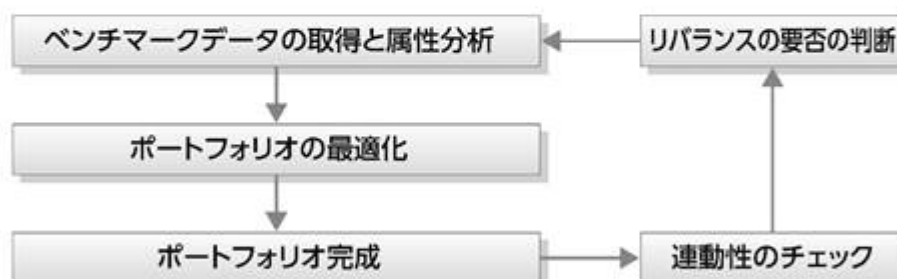 ベンチマークデータの取得と属性分析
リバランスの要否の判断
ポートフォリオの最適化
ポートフォリオ完成
連動性のチェック